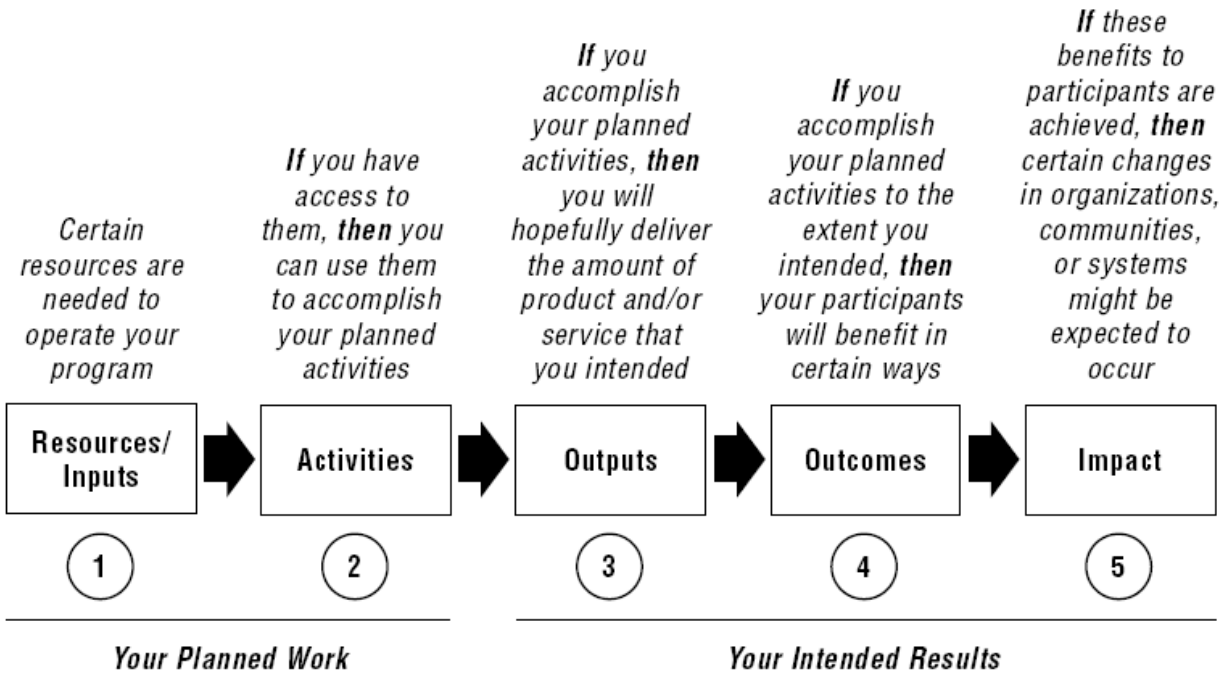 Certain
resources are
needed to
operate your
program
If you have
access to
them, then you
can use them
to accomplish
your planned
activities
If you
accomplish
your planned
activities, then
you will
hopefully deliver
the amount of
product and/or
service that
you intended
If you
accomplish
your planned
activities to the
extent you
intended, then
your participants
will benefit in
certain ways
If these
benefits to
participants are
achieved, then
certain changes
in organizations,
communities,
or systems
might be
expected to
occur
Resources/
Inputs
Activities
Outputs
Outcomes
Impact
1
2
3
4
5
Your Planned Work
Your Intended Results